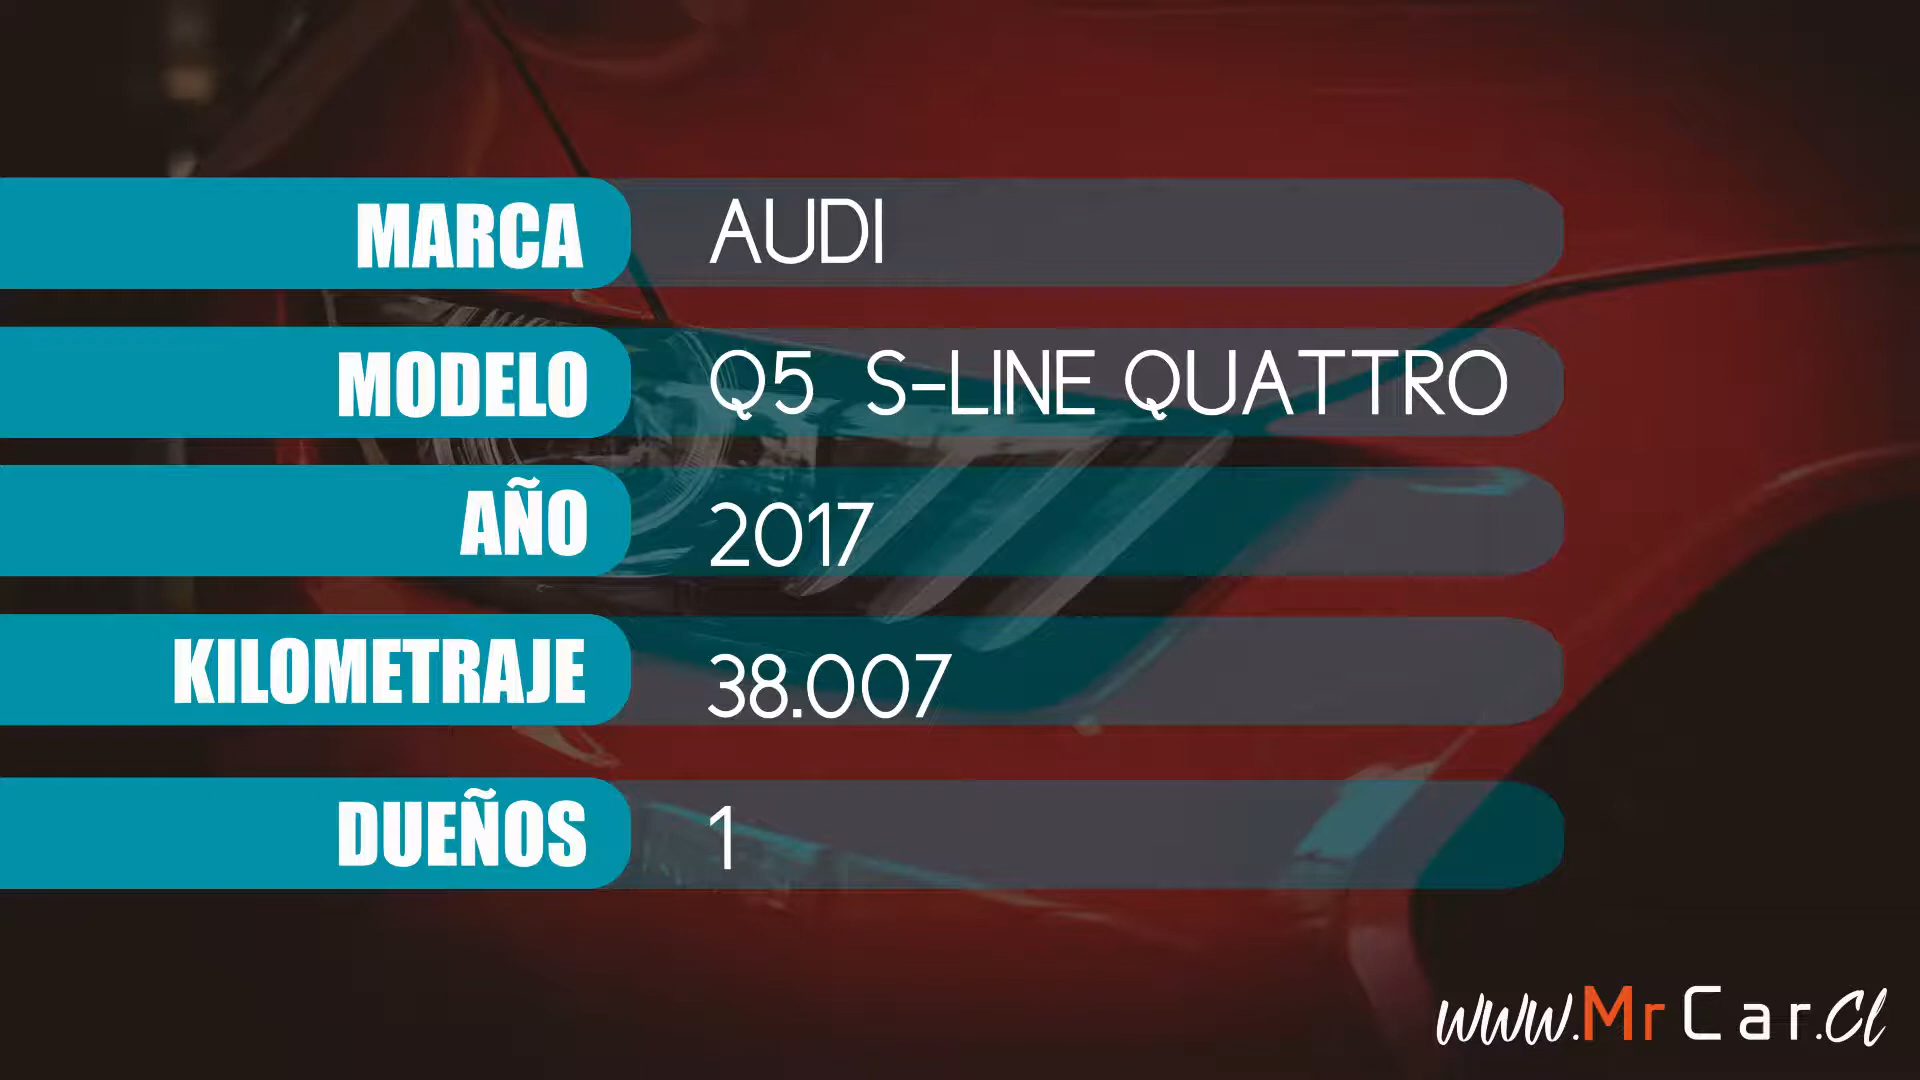 MARCA AUDI
MODELO Q5 S-LINE QUATTRO
AÑO 2017
KILOMETRAJE 38.007
DUEÑOS 1
www.MrCar.Cl